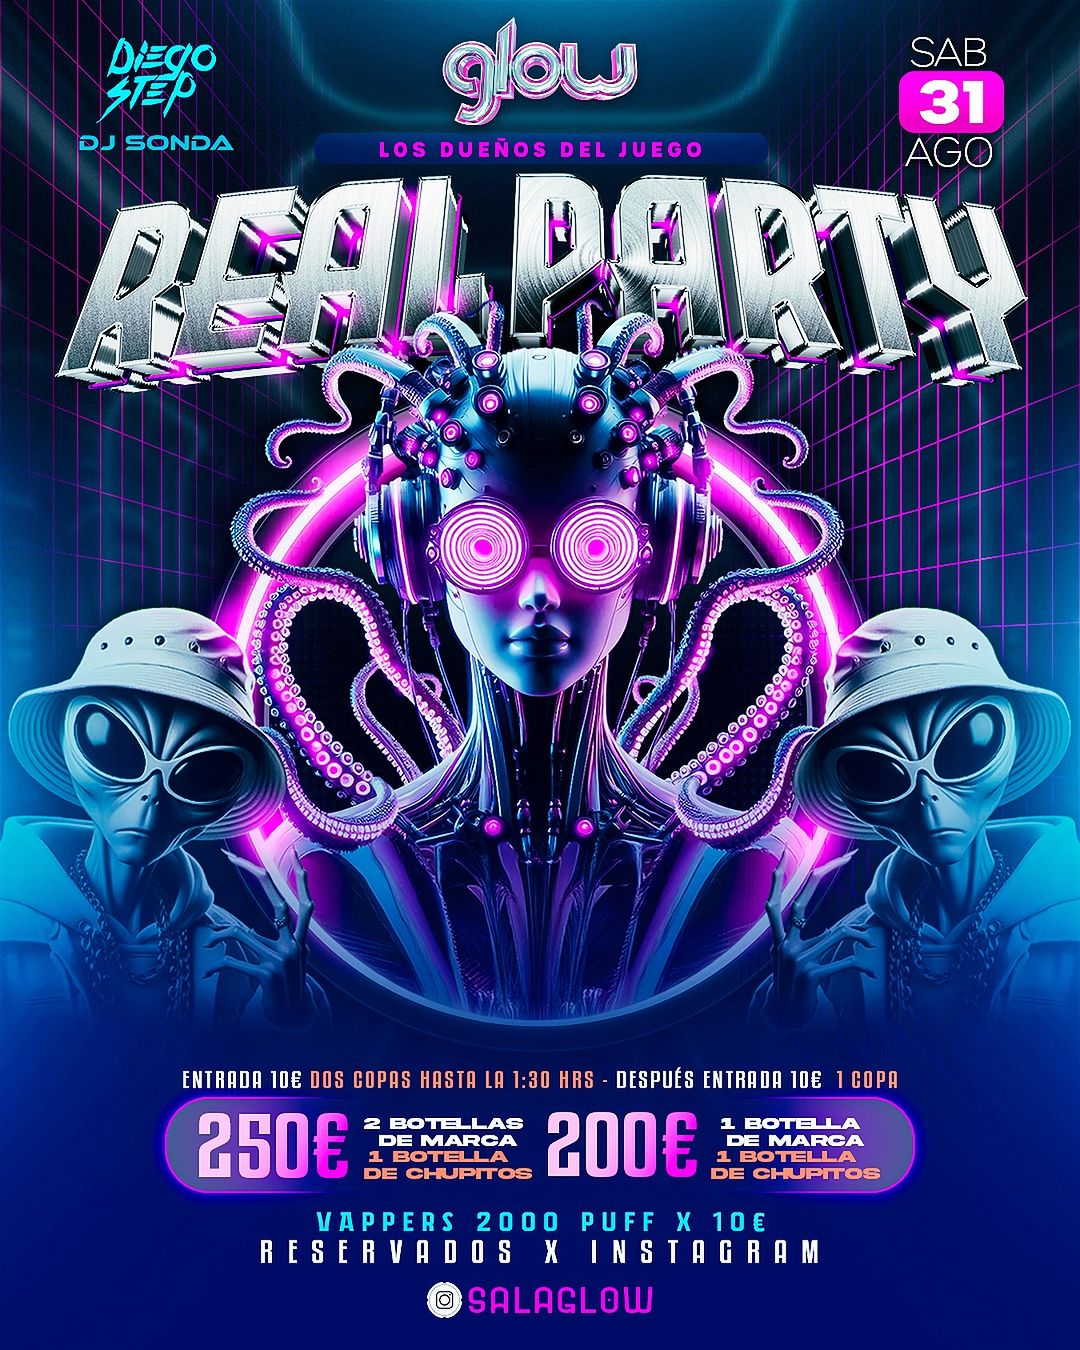 DIEGO
STEP
DJ SONDA
glow
SAB
31
AGO
LOS DUEÑOS DEL JUEGO
REAL PARTY
ENTRADA 10€ DOS COPAS HASTA LA 1:30 HRS - DESPUÉS ENTRADA 10€ 1 COPA
250€
2 BOTELLAS
DE MARCA
1 BOTELLA
DE CHUPITOS
200€
1 BOTELLA
DE MARCA
1 BOTELLA
DE CHUPITOS
VAPPERS 2000 PUFF X 10€
RESERVADOS X INSTAGRAM
SALAGLOW